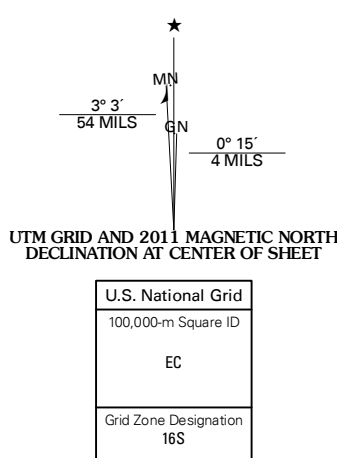 ★
MN
3° 3´
54 MILS
GN
0° 15´
4 MILS
UTM GRID AND 2011 MAGNETIC NORTH
DECLINATION AT CENTER OF SHEET
U.S. National Grid
100,000-m Square ID
EC
Grid Zone Designation
16S